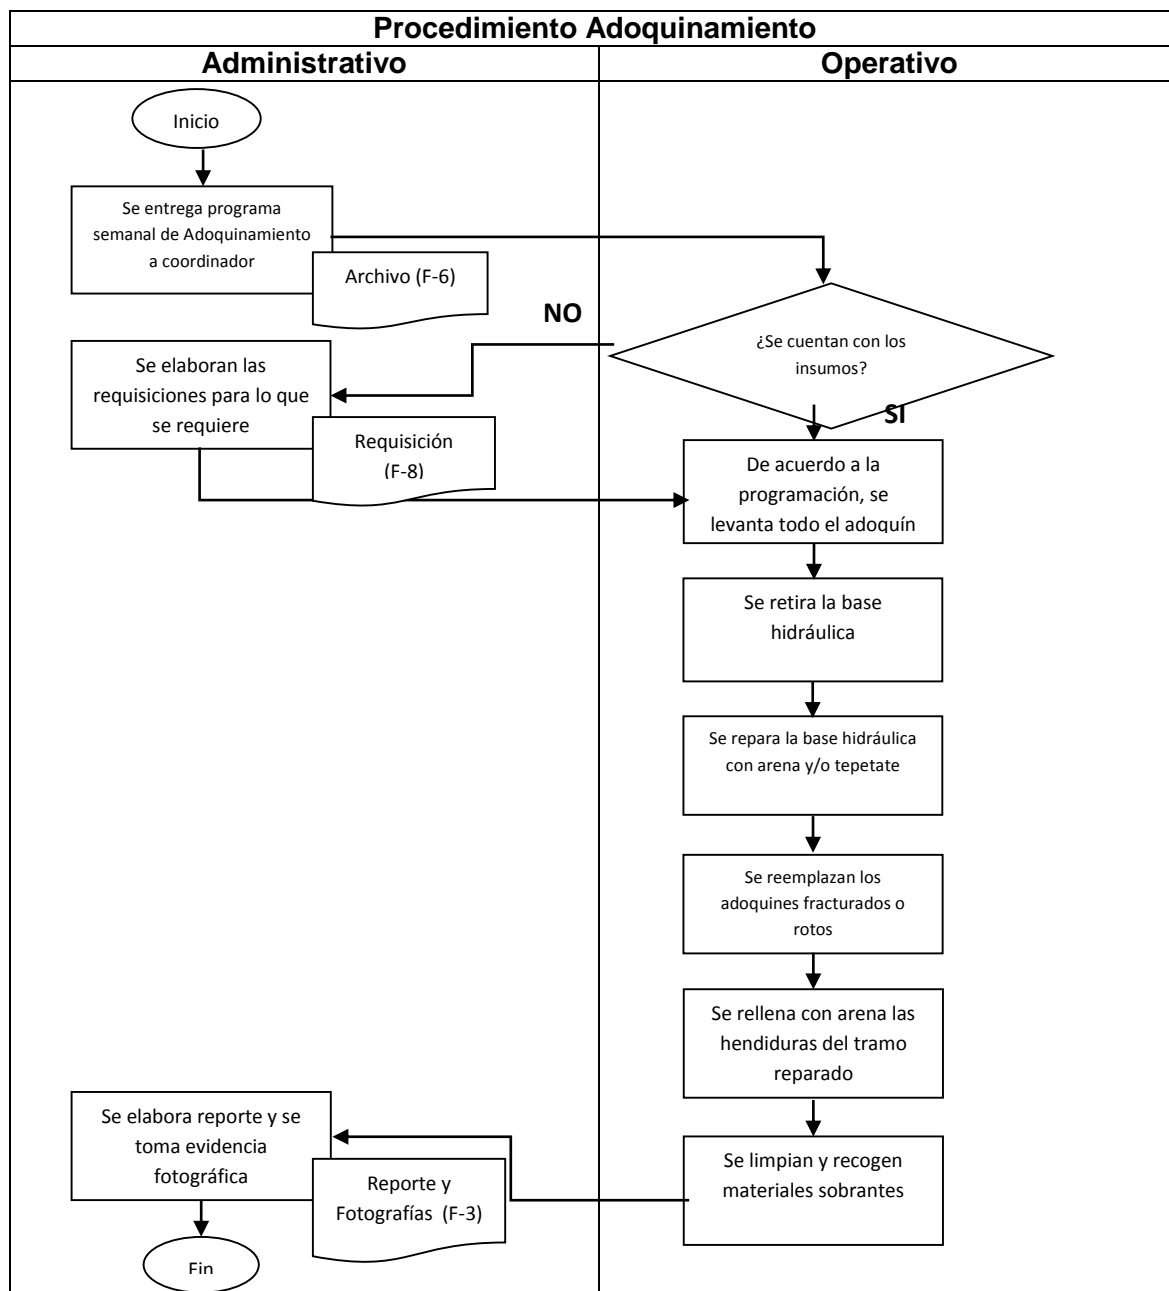 Procedimiento Adoquinamiento
Administrativo
Operativo
Inicio
Se entrega programa
semanal de Adoquinamiento
a coordinador
Archivo (F-6)
¿Se cuentan con los
insumos?
NO
SI
Se elaboran las
requisiciones para lo que
se requiere
Requisición
(F-8)
De acuerdo a la
programación, se
levanta todo el adoquín
Se retira la base
hidráulica
Se repara la base hidráulica
con arena y/o tepetate
Se reemplazan los
adoquines fracturados o
rotos
Se rellena con arena las
hendiduras del tramo
reparado
Se limpian y recogen
materiales sobrantes
Se elabora reporte y se
toma evidencia
fotográfica
Reporte y
Fotografías (F-3)
Fin